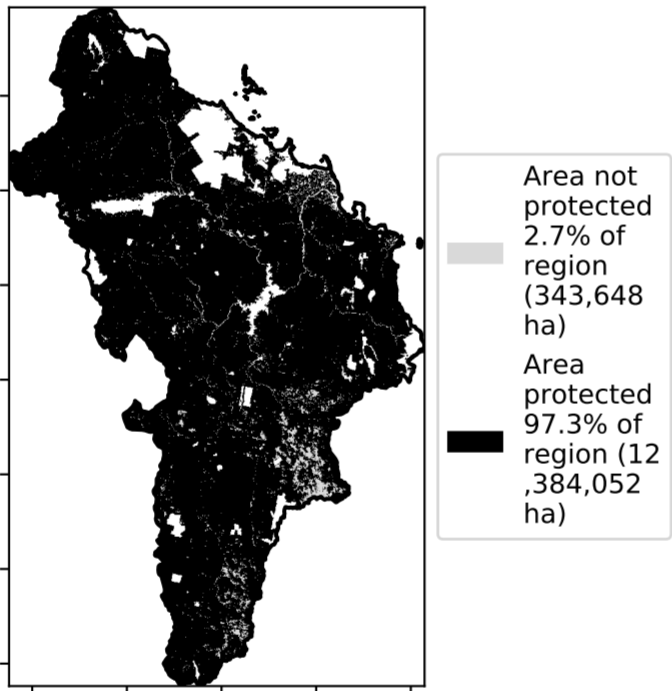 Area not
protected
2.7% of
region
(343,648
ha)
Area
protected
97.3% of
region (12
,384,052
ha)